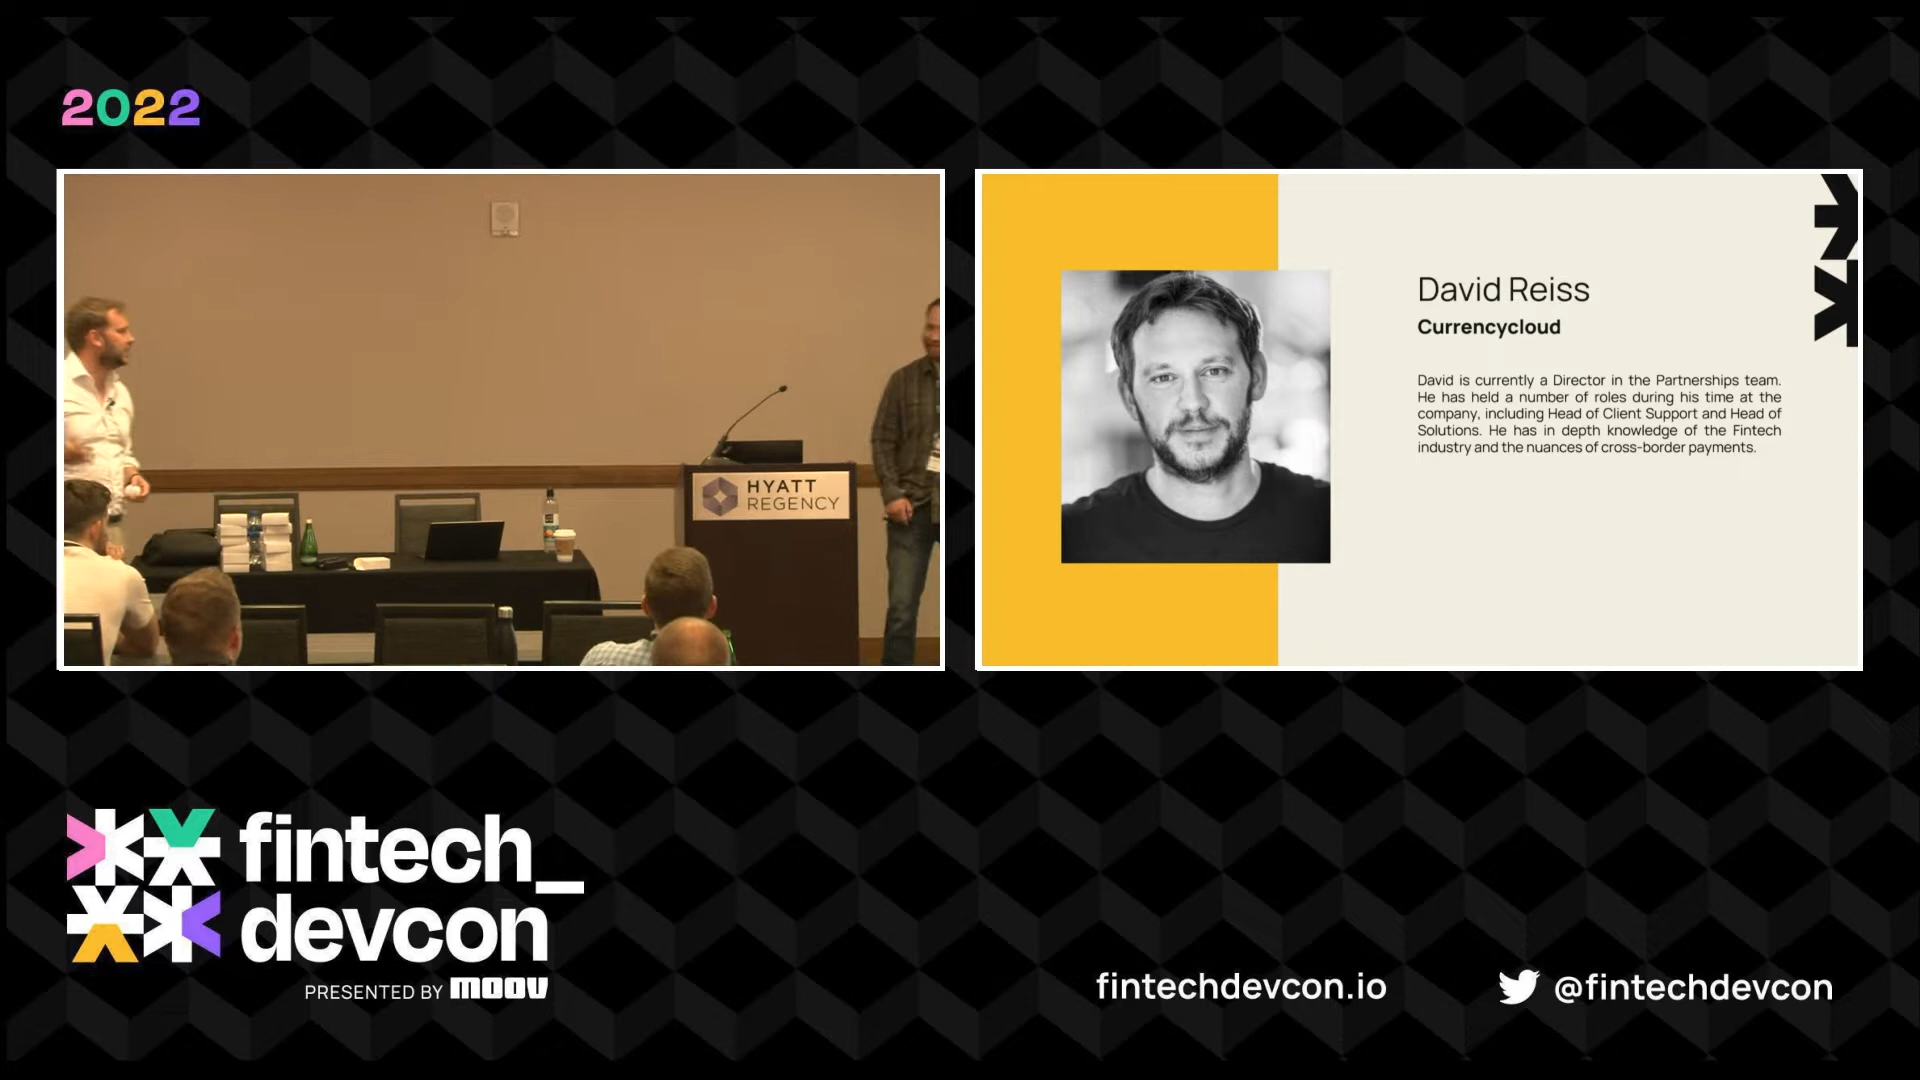 2022
HYATT
REGENCY
David Reiss
Currencycloud
David is currently a Director in the Partnerships team.
He has held a number of roles during his time at the
company, including Head of Client Support and Head of
Solutions. He has in depth knowledge of the Fintech
industry and the nuances of cross-border payments.
fintech_
devcon
PRESENTED BY moov
fintechdevcon.io
@fintechdevcon